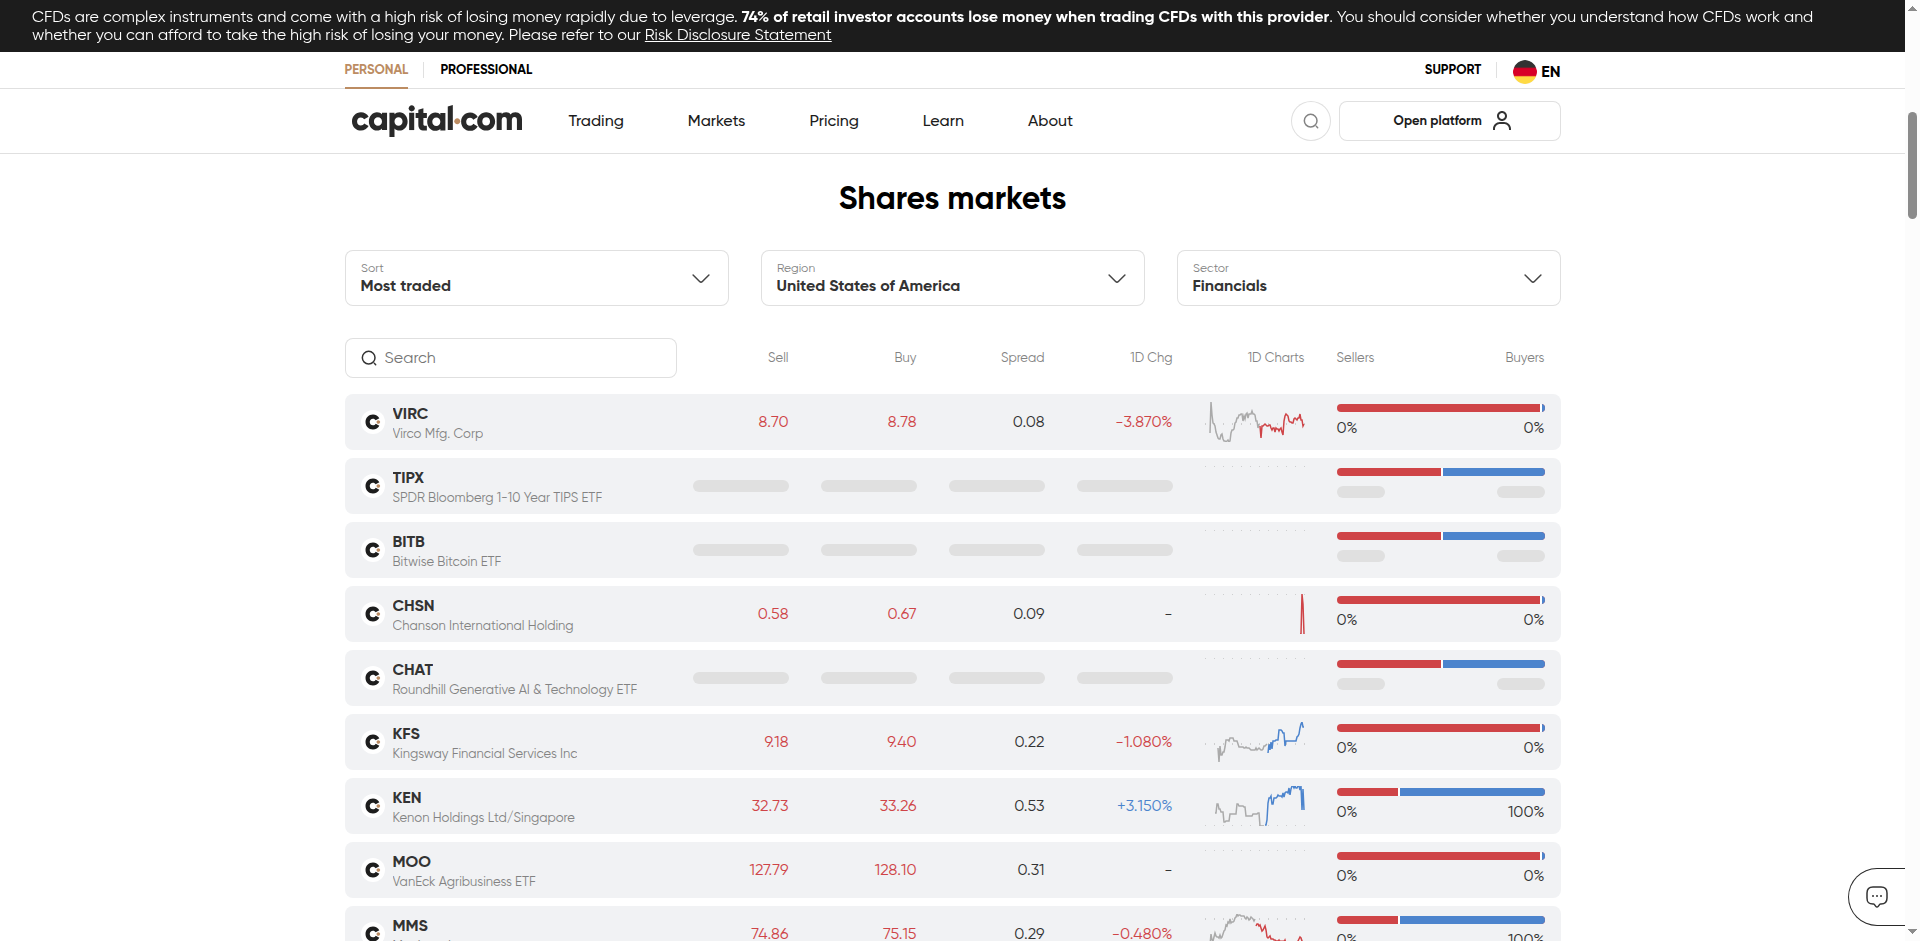 CFDs are complex instruments and come with a high risk of losing money rapidly due to leverage. 74% of retail investor accounts lose money when trading CFDs with this provider. You should consider whether you understand how CFDs work and
whether you can afford to take the high risk of losing your money. Please refer to our Risk Disclosure Statement
PERSONAL PROFESSIONAL SUPPORT EN
capital.com Trading Markets Pricing Learn About Open platform
Shares markets
Sort Region Sector
Most traded United States of America Financials
Search Sell Buy Spread 1D Chg 1D Charts Sellers Buyers
VIRC
Virco Mfg. Corp 8.70 8.78 0.08 -3.870% 0% 0%
TIPX
SPDR Bloomberg 1-10 Year TIPS ETF
BITB
Bitwise Bitcoin ETF
CHSN
Chanson International Holding 0.58 0.67 0.09 - 0% 0%
CHAT
Roundhill Generative AI & Technology ETF
KFS
Kingsway Financial Services Inc 9.18 9.40 0.22 -1.080% 0% 0%
KEN
Kenon Holdings Ltd/Singapore 32.73 33.26 0.53 +3.150% 0% 100%
MOO
VanEck Agribusiness ETF 127.79 128.10 0.31 - 0% 0%
MMS
74.86 75.15 0.29 -0.480% 0% 100%